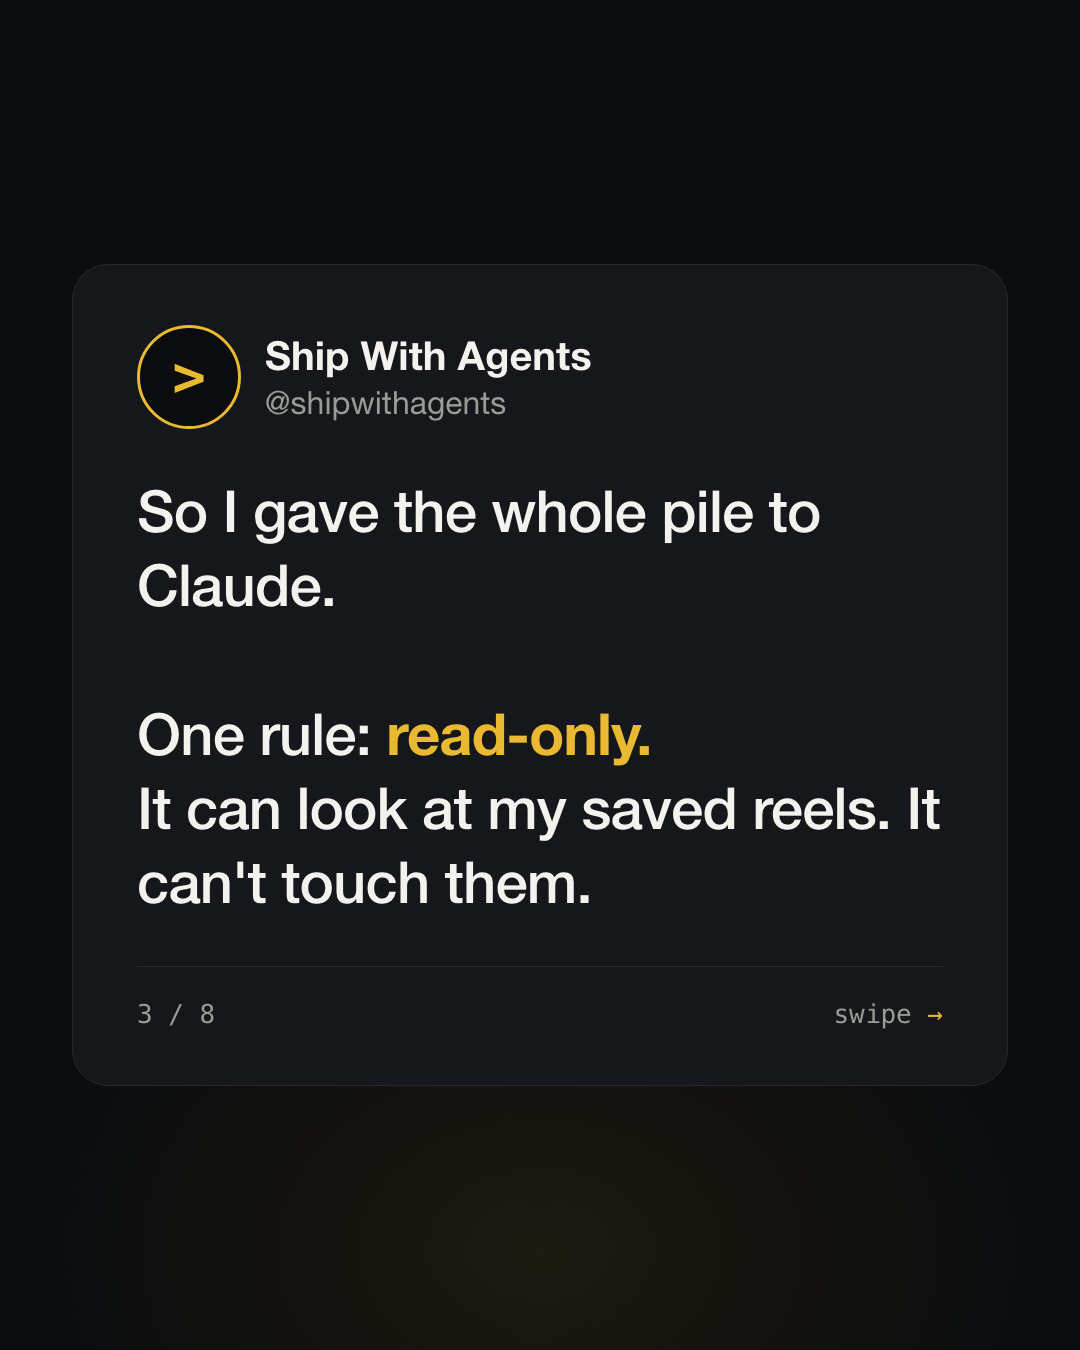 >
Ship With Agents
@shipwithagents
So I gave the whole pile to
Claude.
One rule: read-only.
It can look at my saved reels. It
can't touch them.
3 / 8
swipe →